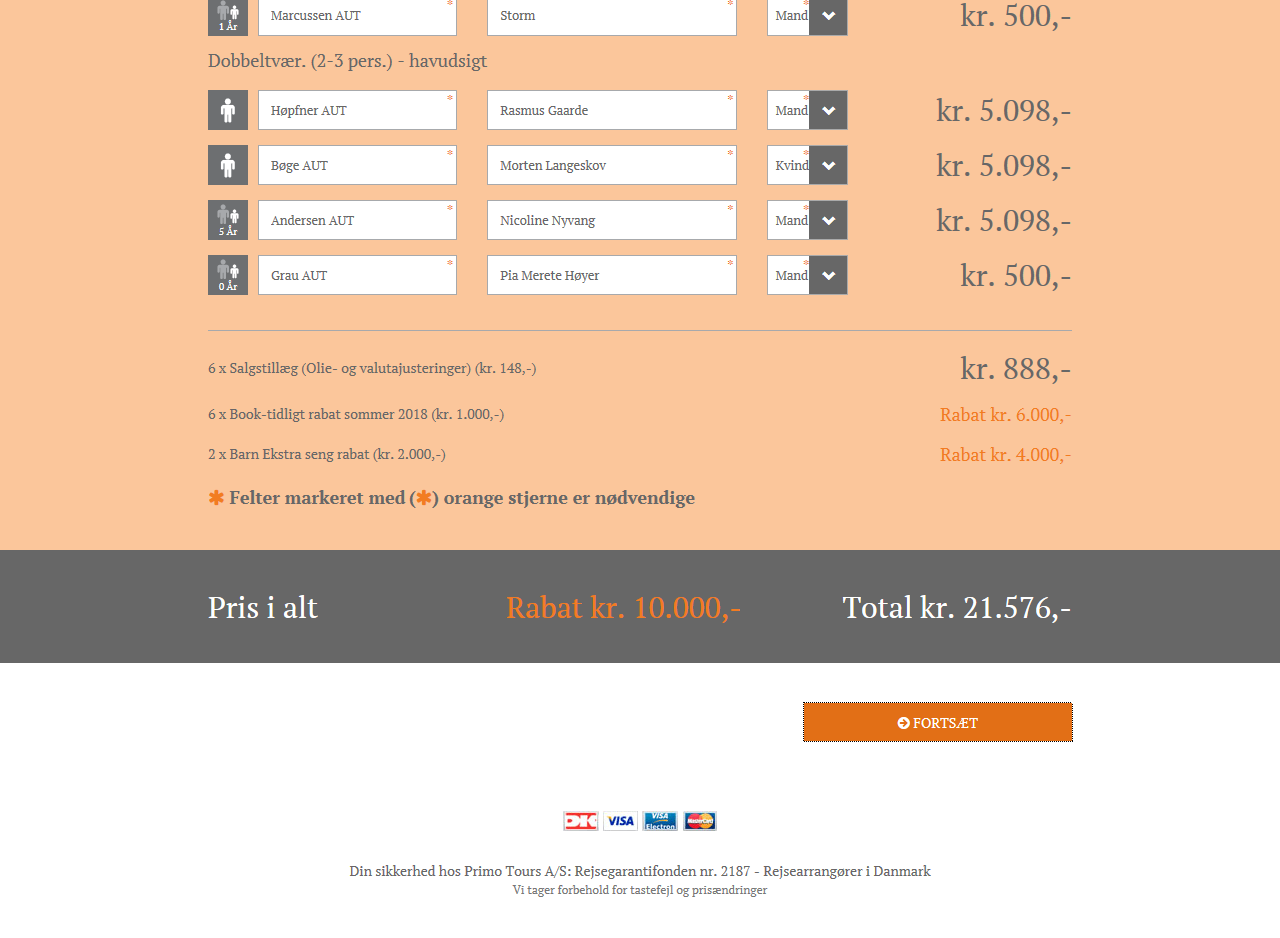 1 År Marcussen AUT * Storm * Mand * kr. 500,-
Dobbeltvær. (2-3 pers.) - havudsigt
Høpfner AUT * Rasmus Gaarde * Mand * kr. 5.098,-
Bøge AUT * Morten Langeskov * Kvind * kr. 5.098,-
5 År Andersen AUT * Nicoline Nyvang * Mand * kr. 5.098,-
0 År Grau AUT * Pia Merete Høyer * Mand * kr. 500,-
6 x Salgstillæg (Olie- og valutajusteringer) (kr. 148,-) kr. 888,-
6 x Book-tidligt rabat sommer 2018 (kr. 1.000,-) Rabat kr. 6.000,-
2 x Barn Ekstra seng rabat (kr. 2.000,-) Rabat kr. 4.000,-
✱ Felter markeret med (✱) orange stjerne er nødvendige
Pris i alt Rabat kr. 10.000,- Total kr. 21.576,-
FORTSÆT
DK VISA VISA Electron MasterCard
Din sikkerhed hos Primo Tours A/S: Rejsegarantifonden nr. 2187 - Rejsearrangører i Danmark
Vi tager forbehold for tastefejl og prisændringer